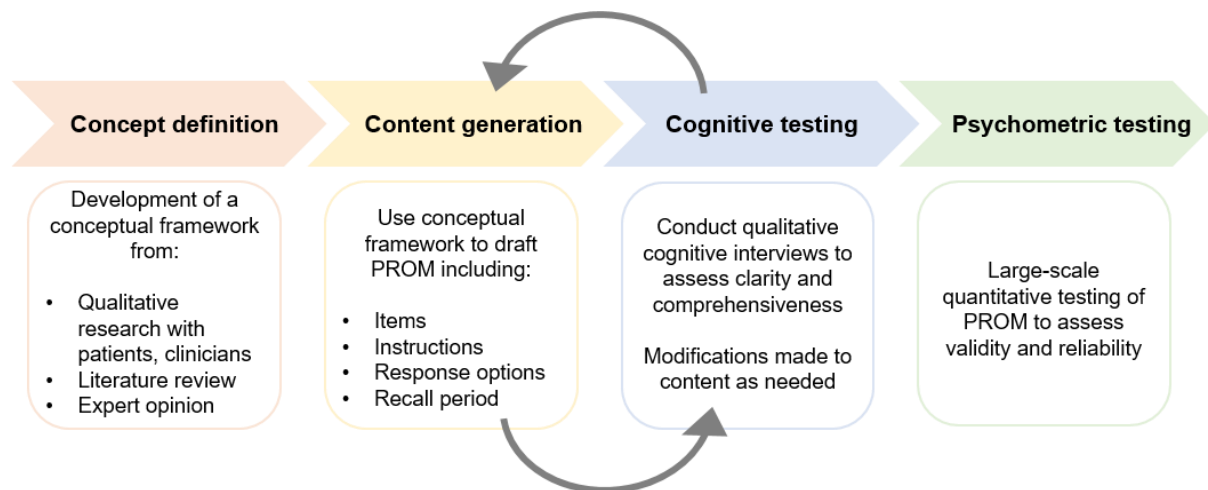 Concept definition
Content generation
Cognitive testing
Psychometric testing
Development of a
conceptual framework
from:
• Qualitative
research with
patients, clinicians
• Literature review
• Expert opinion
Use conceptual
framework to draft
PROM including:
• Items
• Instructions
• Response options
• Recall period
Conduct qualitative
cognitive interviews to
assess clarity and
comprehensiveness
Modifications made to
content as needed
Large-scale
quantitative testing of
PROM to assess
validity and reliability